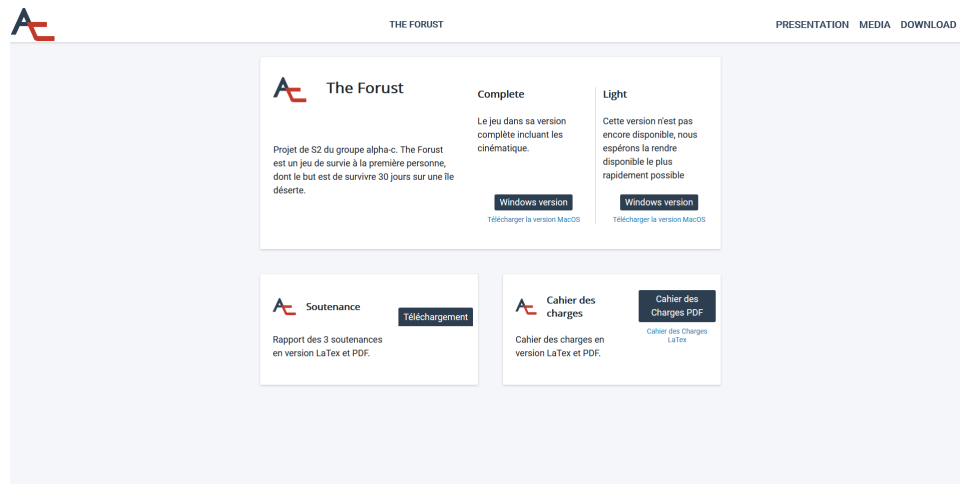 THE FORUST
PRESENTATION MEDIA DOWNLOAD
The Forust
Projet de S2 du groupe alpha-c. The Forust
est un jeu de survie à la première personne,
dont le but est de survivre 30 jours sur une île
déserte.
Complete
Le jeu dans sa version
complète incluant les
cinématique.
Windows version
Télécharger la version MacOS
Light
Cette version n'est pas
encore disponible, nous
espérons la rendre
disponible le plus
rapidement possible
Windows version
Télécharger la version MacOS
Soutenance
Téléchargement
Rapport des 3 soutenances
en version LaTex et PDF.
Cahier des
charges
Cahier des charges en
version LaTex et PDF.
Cahier des
Charges PDF
Cahier des Charges
LaTex